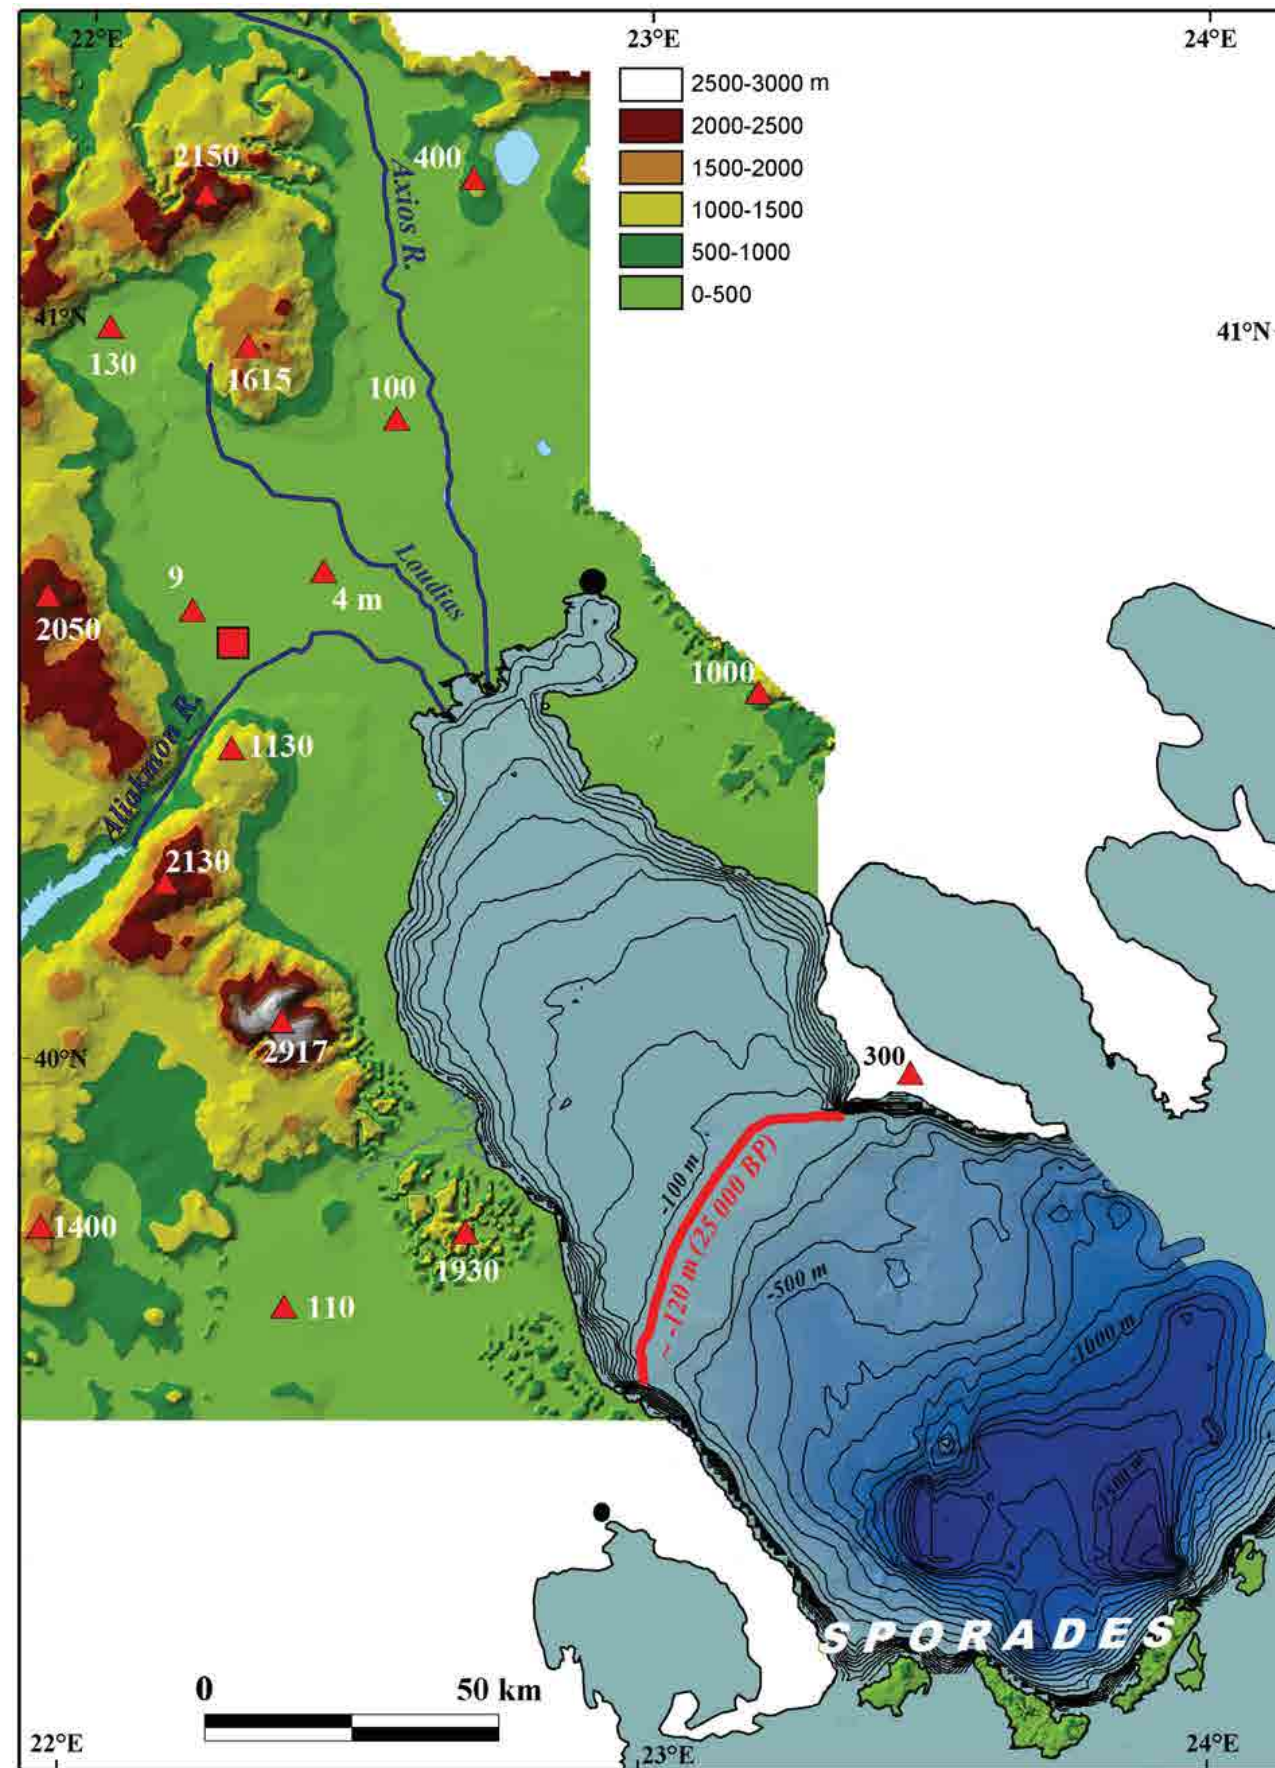 22°E
23°E
24°E
2500-3000 m
2000-2500
1500-2000
1000-1500
500-1000
0-500
2150
400
Axios R.
41°N
41°N
130
1615
100
Loudias
9
4 m
2050
1000
Aliakmon R.
1130
2130
40°N
2917
300
-100 m
~ -120 m (25 000 BP)
1400
1930
-500 m
110
-1000 m
-1500 m
SPORADES
0
50 km
22°E
23°E
24°E